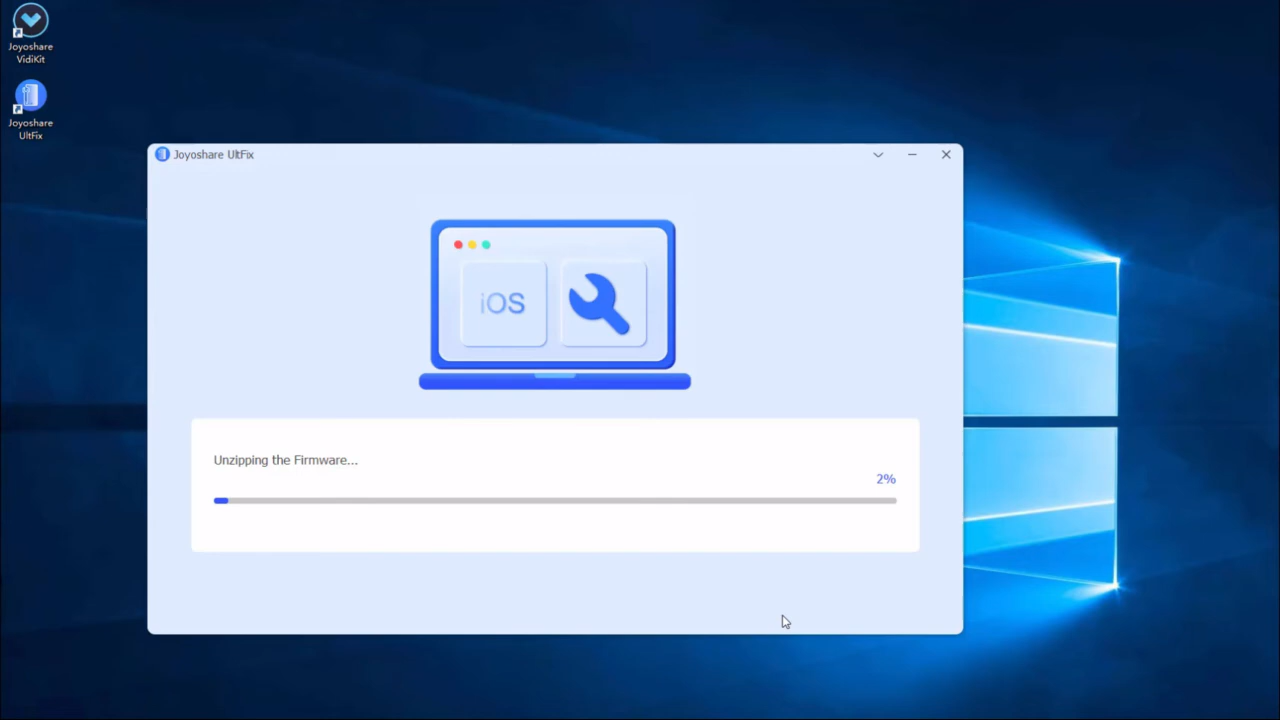 Joyoshare
VidiKit
Joyoshare
UltFix
Joyoshare UltFix
iOS
Unzipping the Firmware...
2%